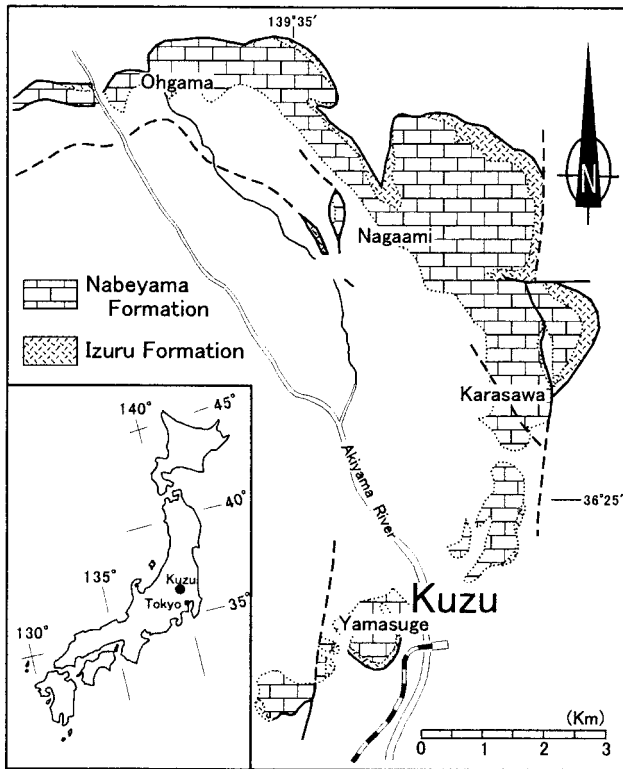 139°35'
Ohgama
N
Nagaami
Nabeyama
Formation
Izuru Formation
Karasawa
140°
45°
40°
Akiyama River
36°25'
135°
Kuzu
Tokyo
35°
130°
Kuzu
Yamasuge
(Km)
0 1 2 3